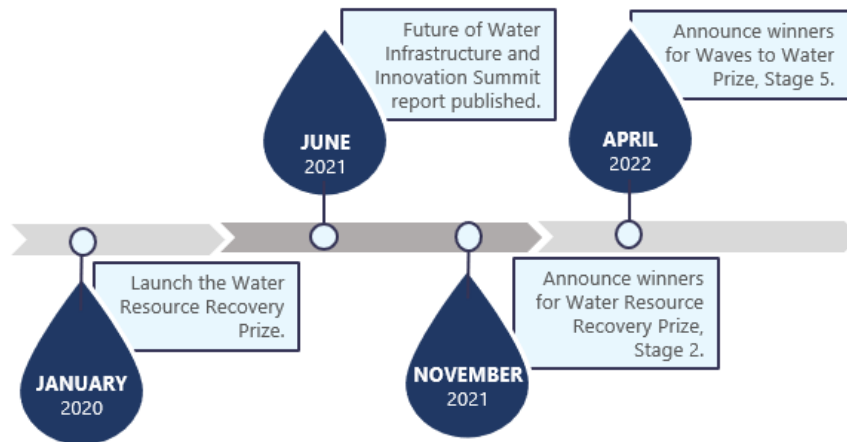 Future of Water
Infrastructure and
Innovation Summit
report published.
JUNE
2021
Announce winners
for Waves to Water
Prize, Stage 5.
APRIL
2022
Launch the Water
Resource Recovery
Prize.
JANUARY
2020
Announce winners
for Water Resource
Recovery Prize,
Stage 2.
NOVEMBER
2021